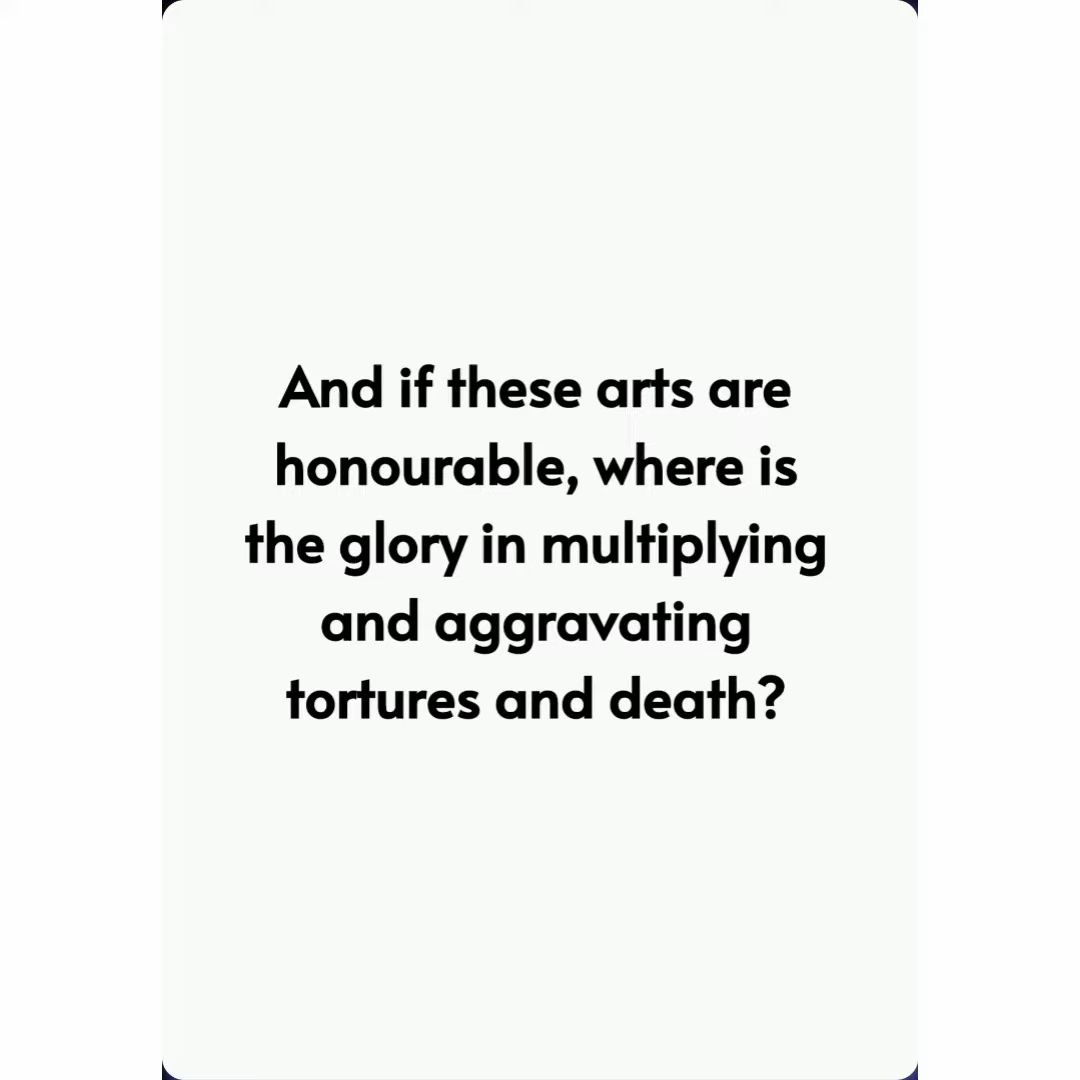 And if these arts are
honourable, where is
the glory in multiplying
and aggravating
tortures and death?